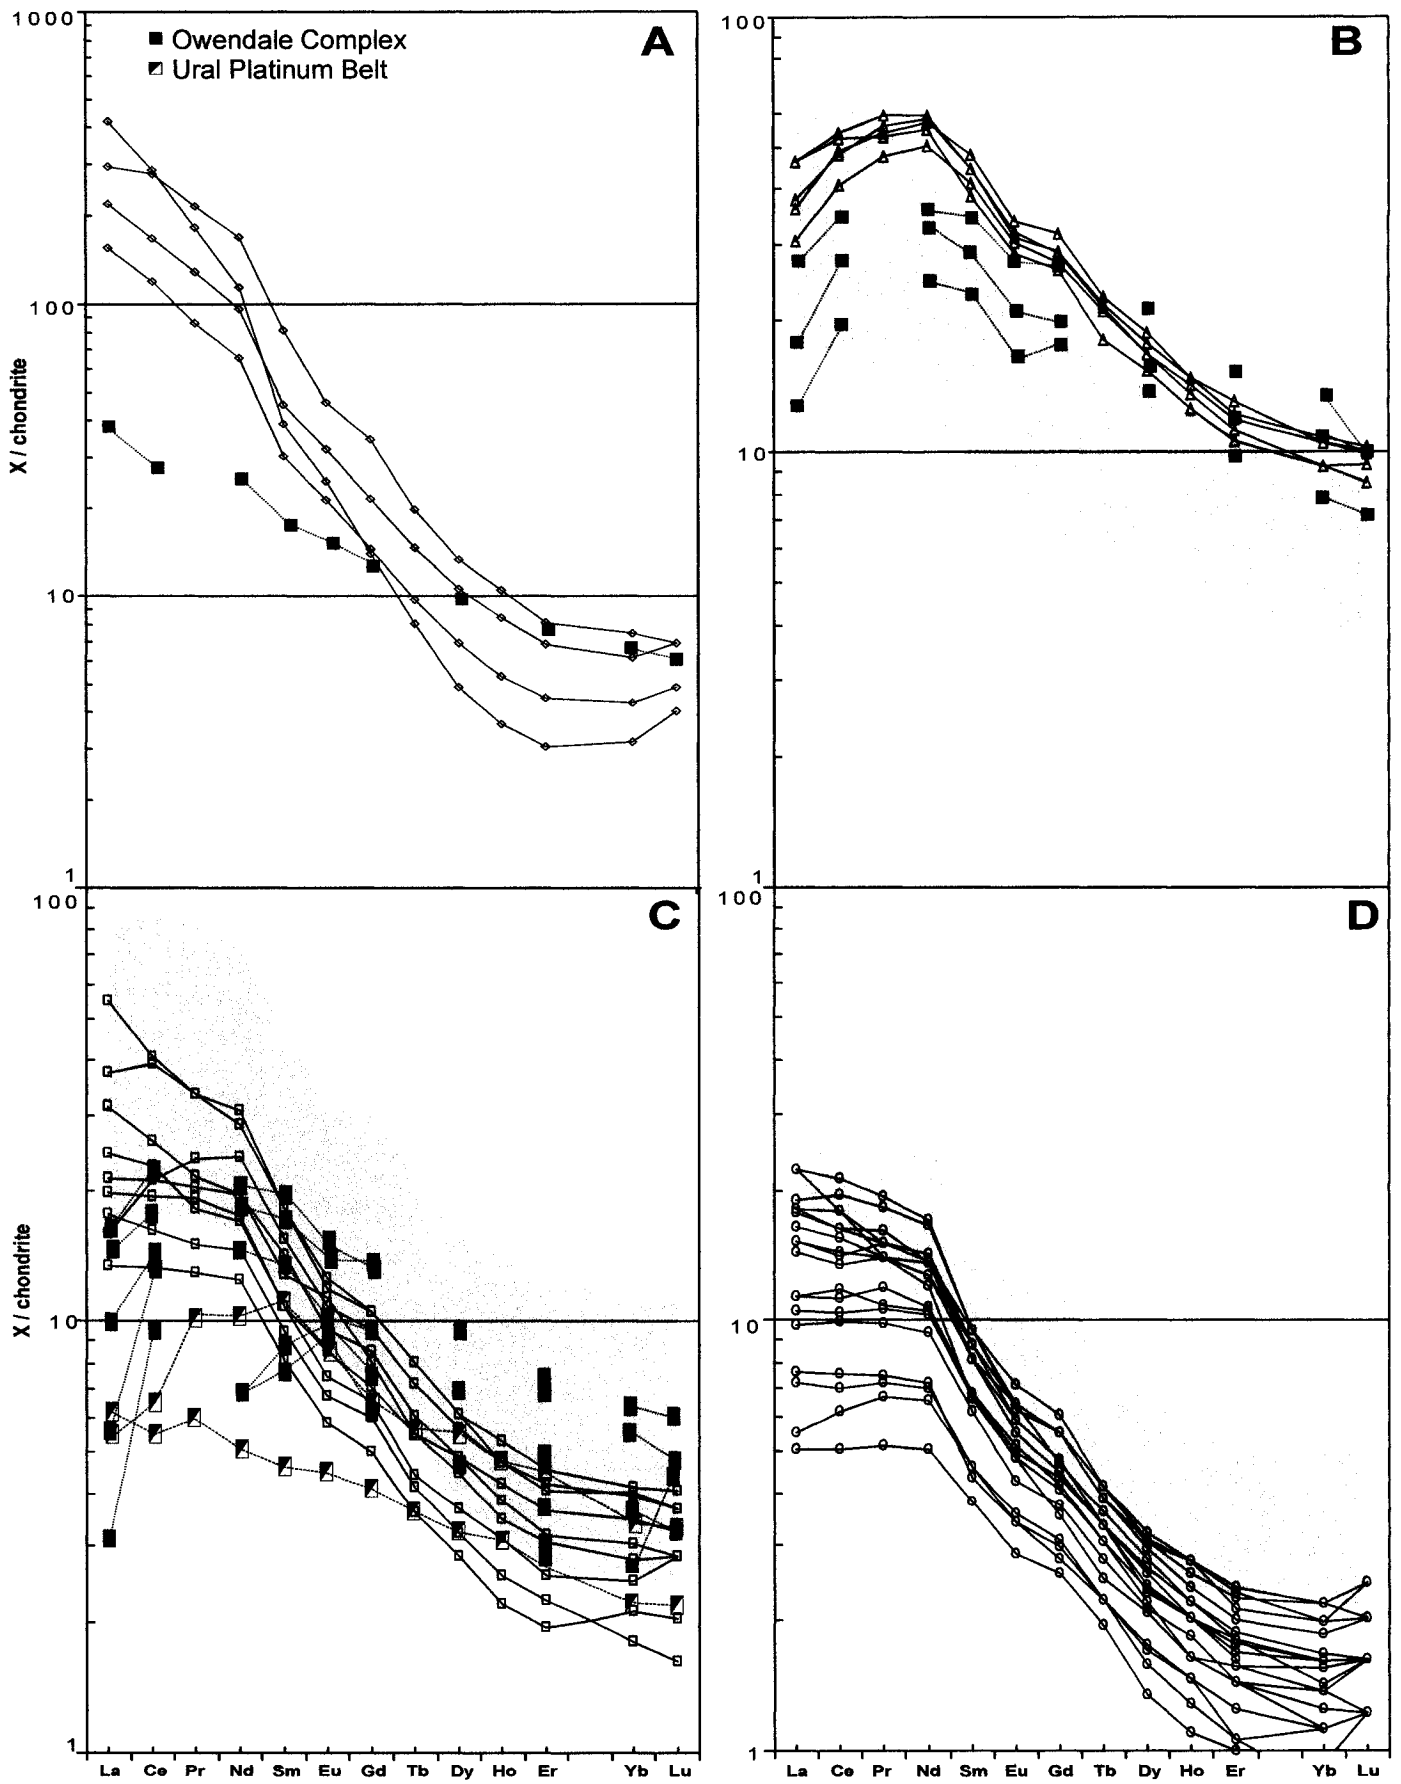 1000
Owendale Complex
Ural Platinum Belt
A
100
10
1
X / chondrite
100
B
10
1
100
C
10
1
X / chondrite
La Ce Pr Nd Sm Eu Gd Tb Dy Ho Er Yb Lu
100
D
10
1
La Ce Pr Nd Sm Eu Gd Tb Dy Ho Er Yb Lu